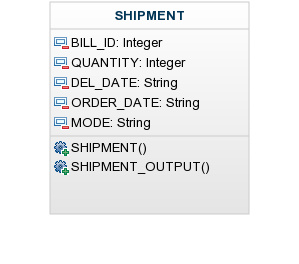 SHIPMENT
BILL_ID: Integer
QUANTITY: Integer
DEL_DATE: String
ORDER_DATE: String
MODE: String
SHIPMENT()
SHIPMENT_OUTPUT()